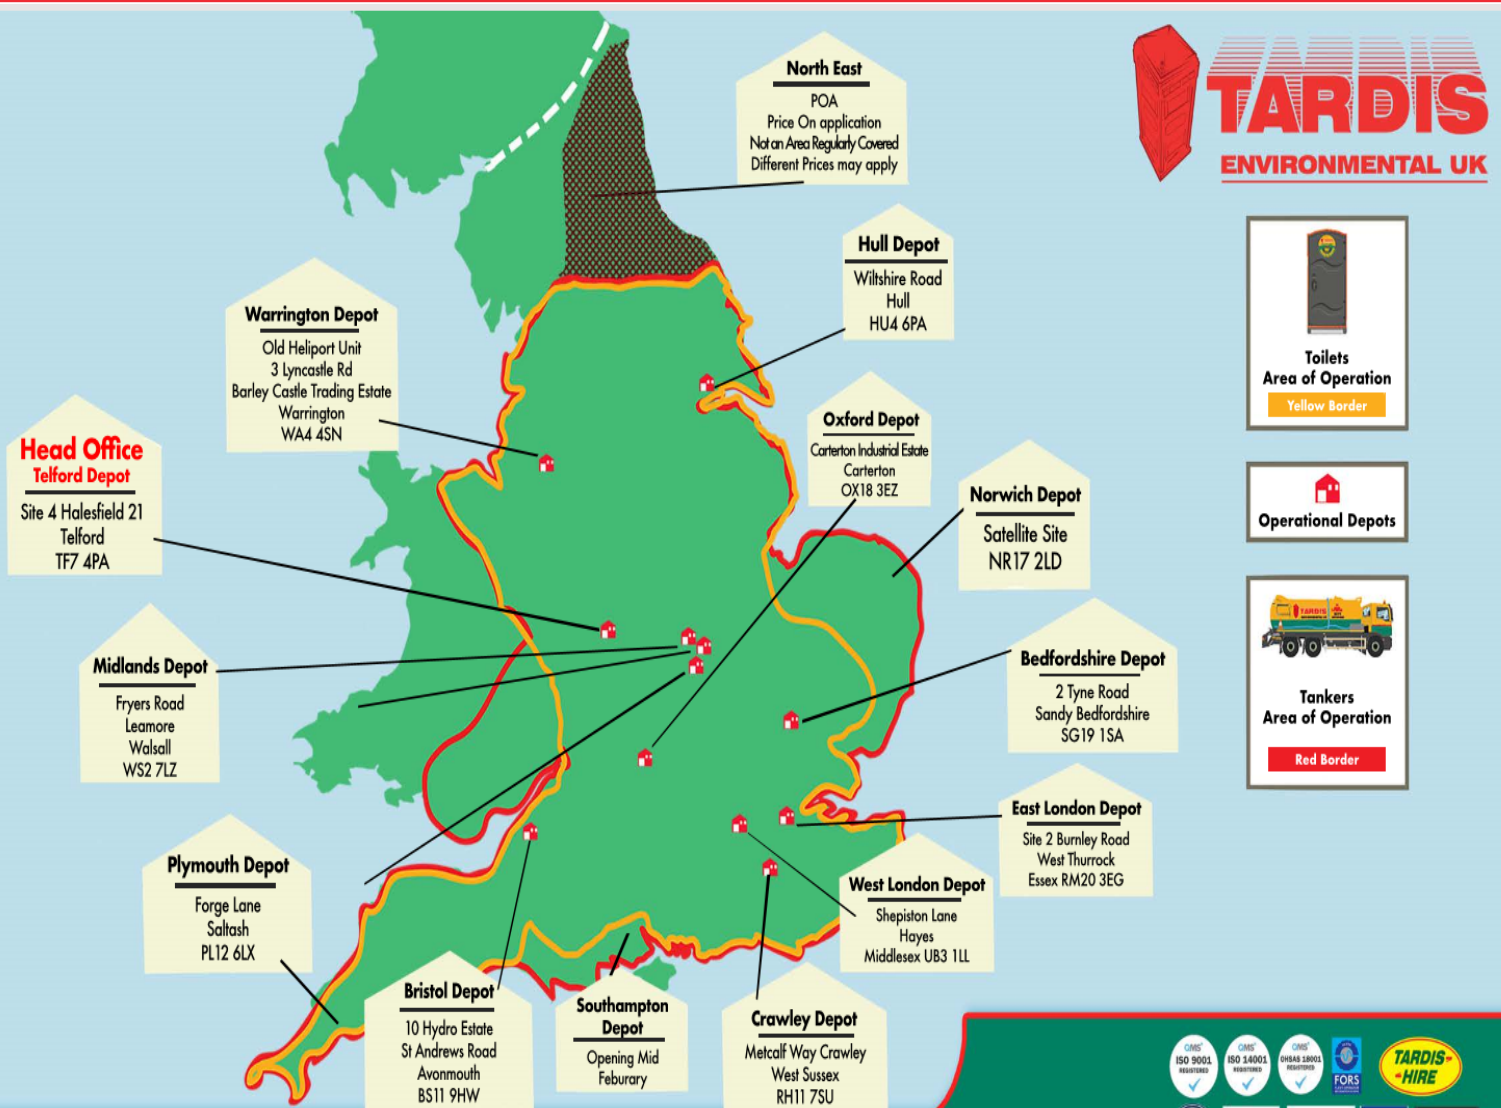 North East
POA
Price On application
Not an Area Regularly Covered
Different Prices may apply
TARDIS
ENVIRONMENTAL UK
Hull Depot
Wiltshire Road
Hull
HU4 6PA
Warrington Depot
Old Heliport Unit
3 Lyncastle Rd
Barley Castle Trading Estate
Warrington
WA4 4SN
Toilets
Area of Operation
Yellow Border
Oxford Depot
Carterton Industrial Estate
Carterton
OX18 3EZ
Head Office
Telford Depot
Site 4 Halesfield 21
Telford
TF7 4PA
Norwich Depot
Satellite Site
NR17 2LD
Operational Depots
Midlands Depot
Fryers Road
Leamore
Walsall
WS2 7LZ
Bedfordshire Depot
2 Tyne Road
Sandy Bedfordshire
SG19 1SA
TARDIS
Tankers
Area of Operation
Red Border
East London Depot
Site 2 Burnley Road
West Thurrock
Essex RM20 3EG
Plymouth Depot
Forge Lane
Saltash
PL12 6LX
West London Depot
Shepiston Lane
Hayes
Middlesex UB3 1LL
Bristol Depot
10 Hydro Estate
St Andrews Road
Avonmouth
BS11 9HW
Southampton
Depot
Opening Mid
Feburary
Crawley Depot
Metcalf Way Crawley
West Sussex
RH11 7SU
QMS
ISO 9001
REGISTERED
QMS
ISO 14001
REGISTERED
QMS
OHSAS 18001
REGISTERED
FORS
TARDIS
HIRE